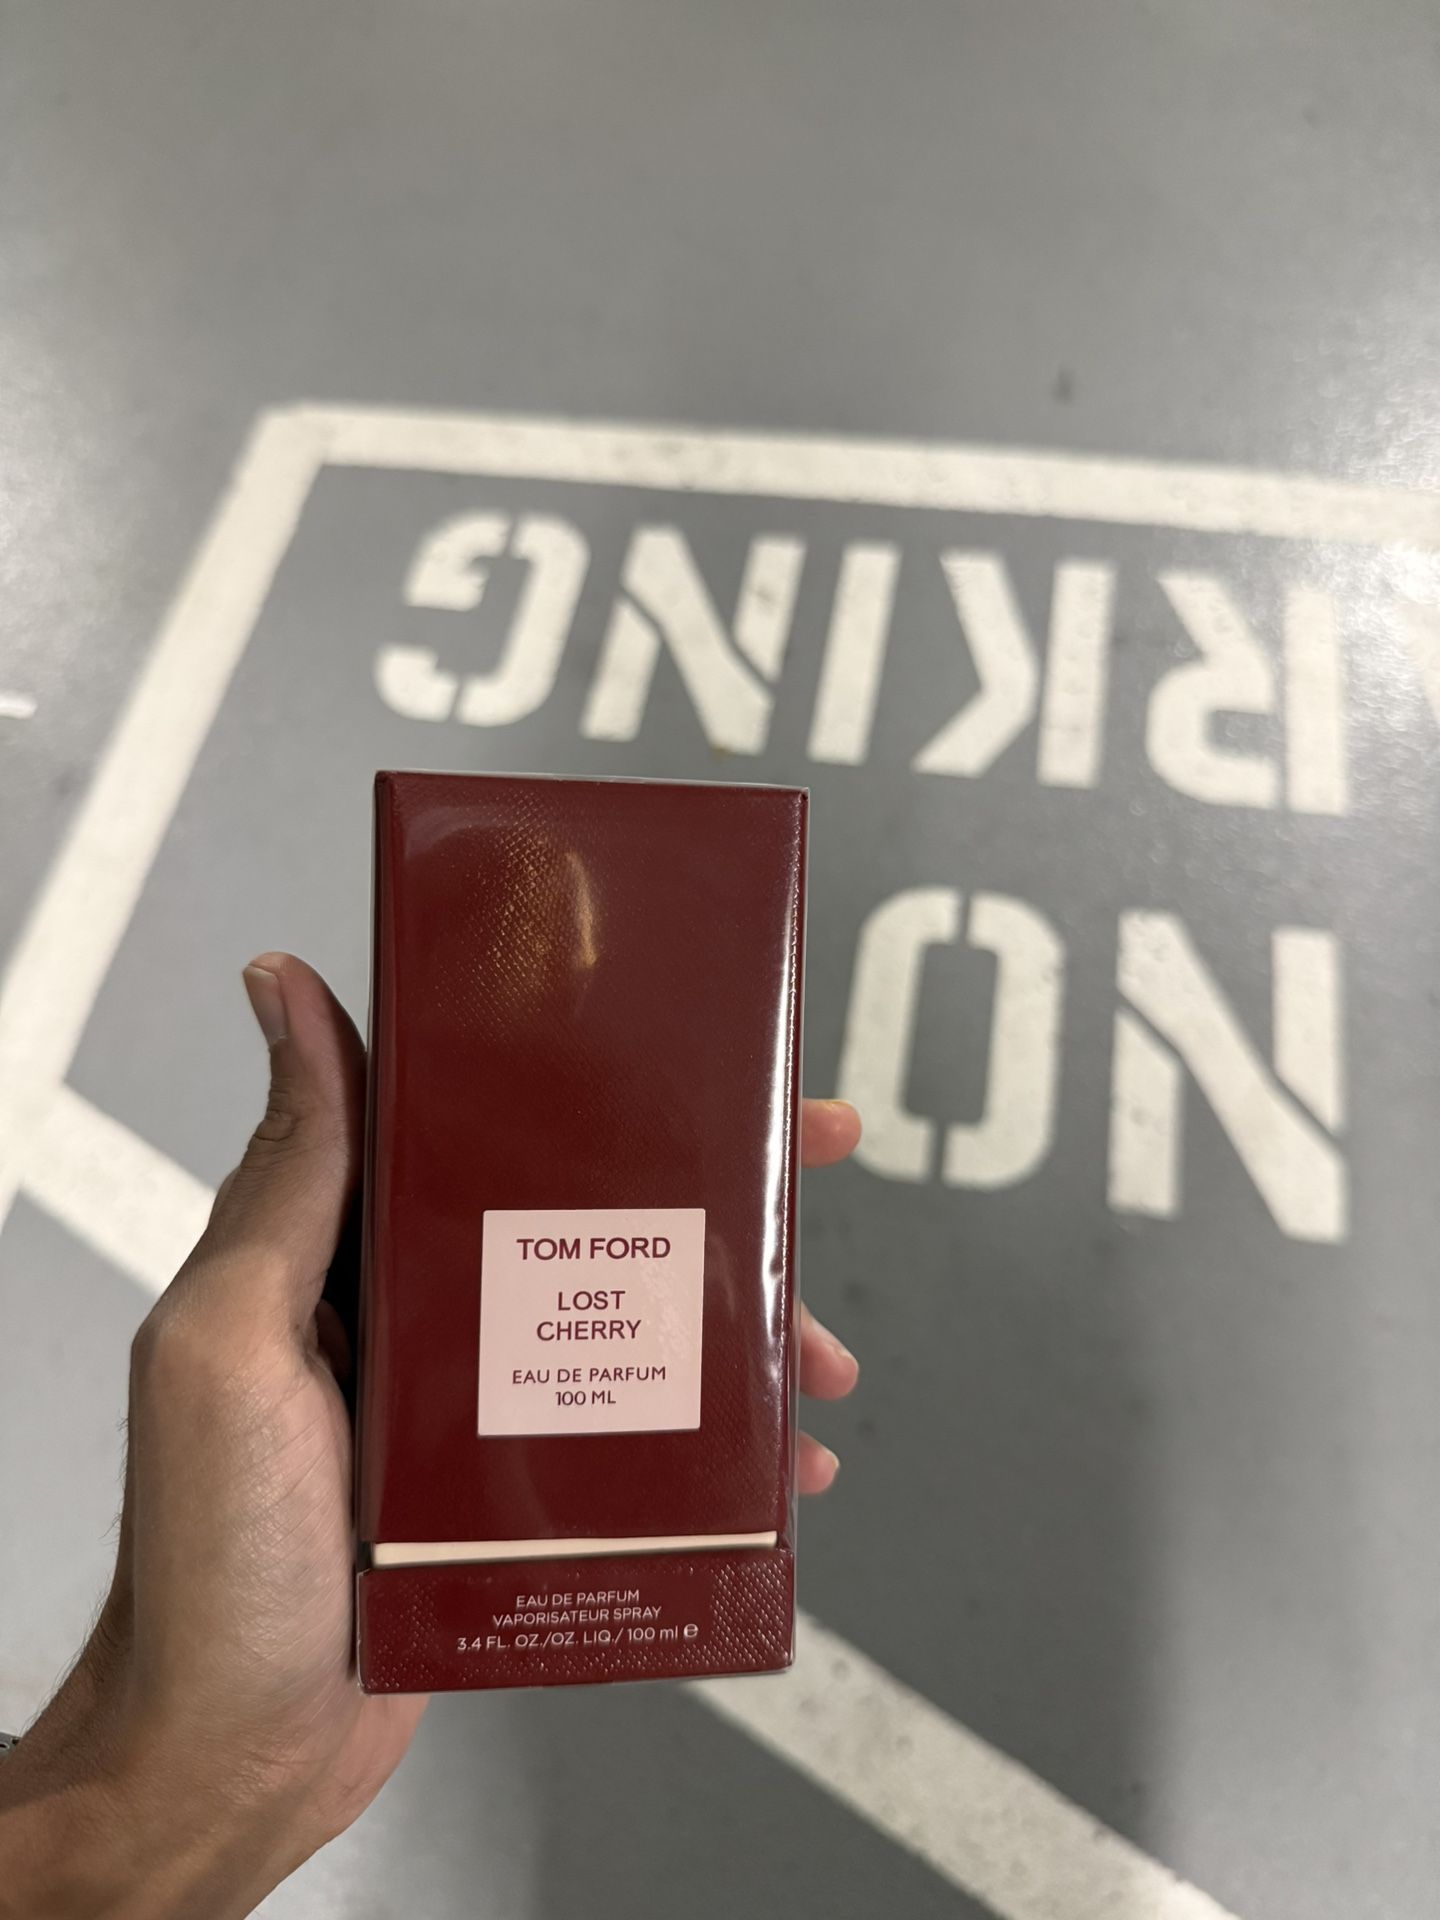 TOM FORD
LOST
CHERRY
EAU DE PARFUM
100 ML
EAU DE PARFUM
VAPORISATEUR SPRAY
3.4 FL. OZ./OZ. LIQ./ 100 ml ℮
NO
ARKING